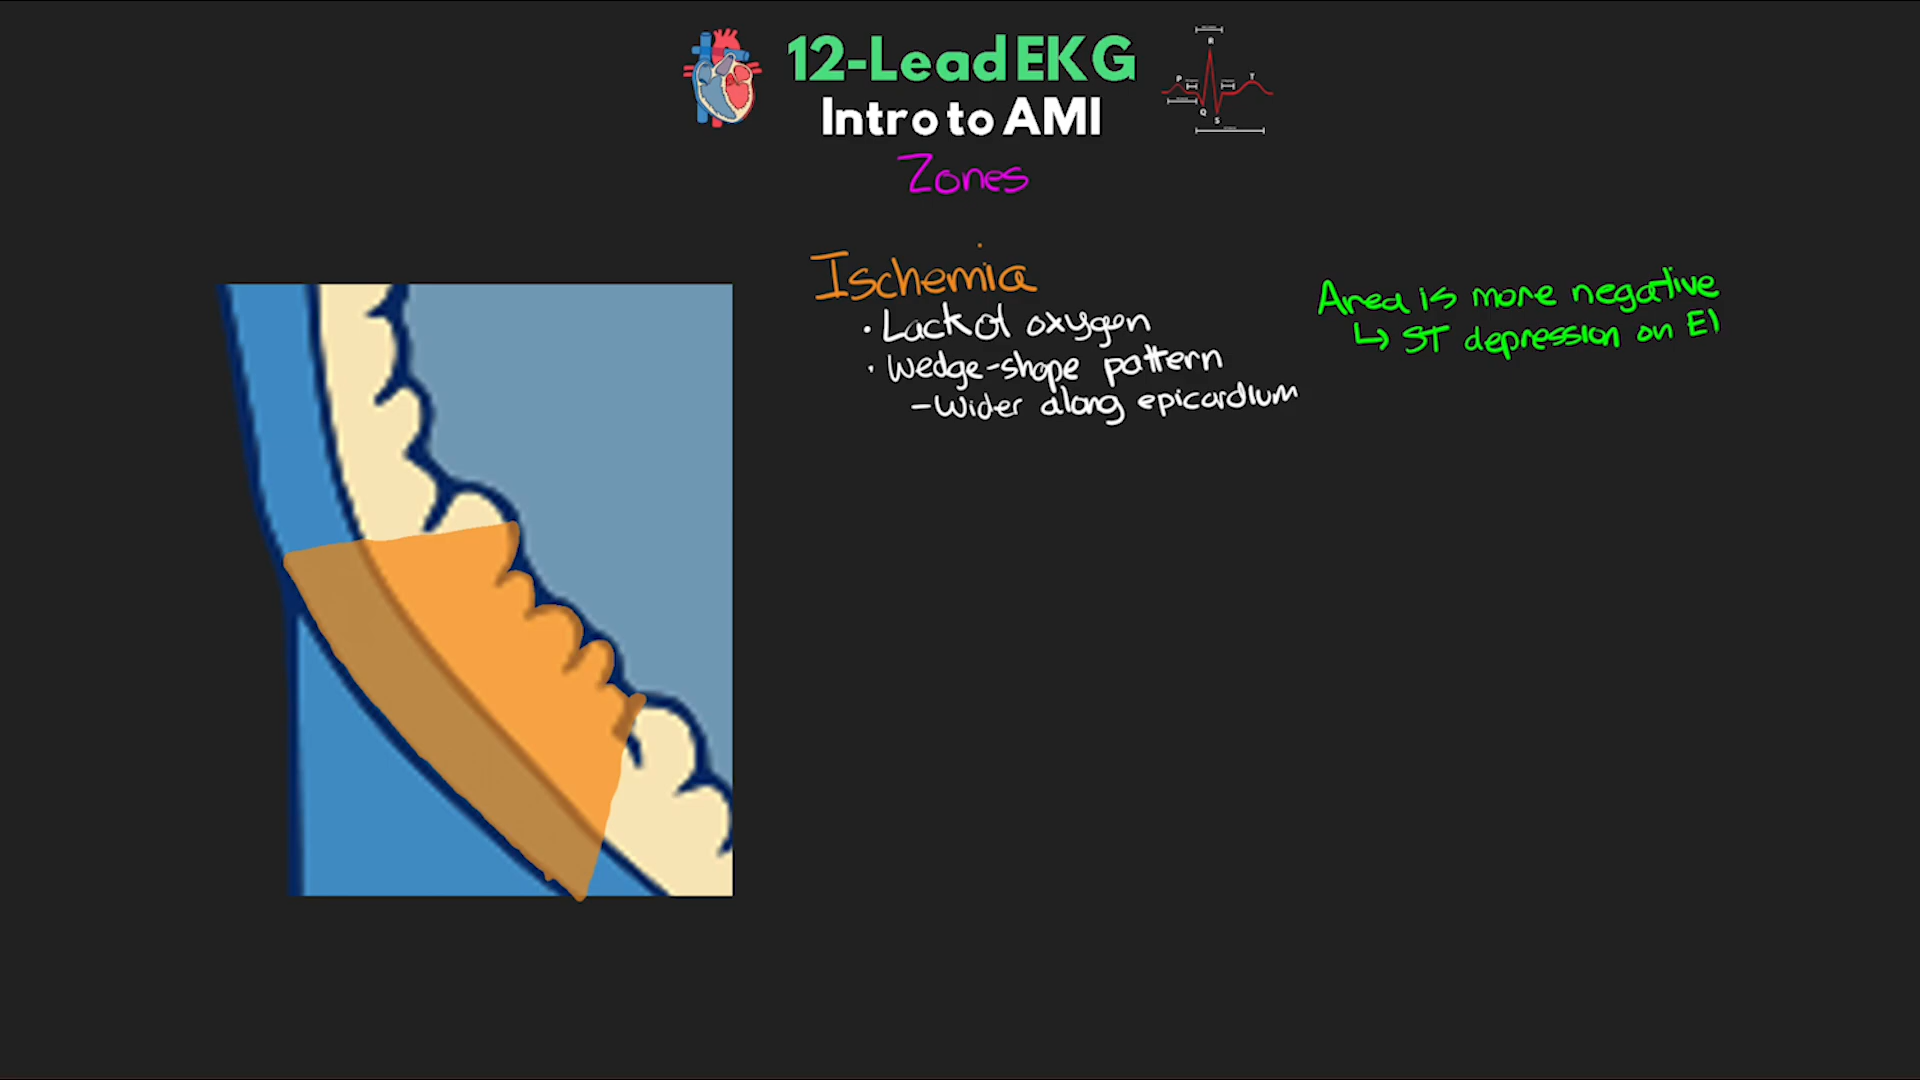 12-Lead EKG
Intro to AMI
R
P
T
Q
S
Zones
Ischemia
• Lack of oxygen
• Wedge-shape pattern
- Wider along epicardium
Area is more negative
↳ ST depression on